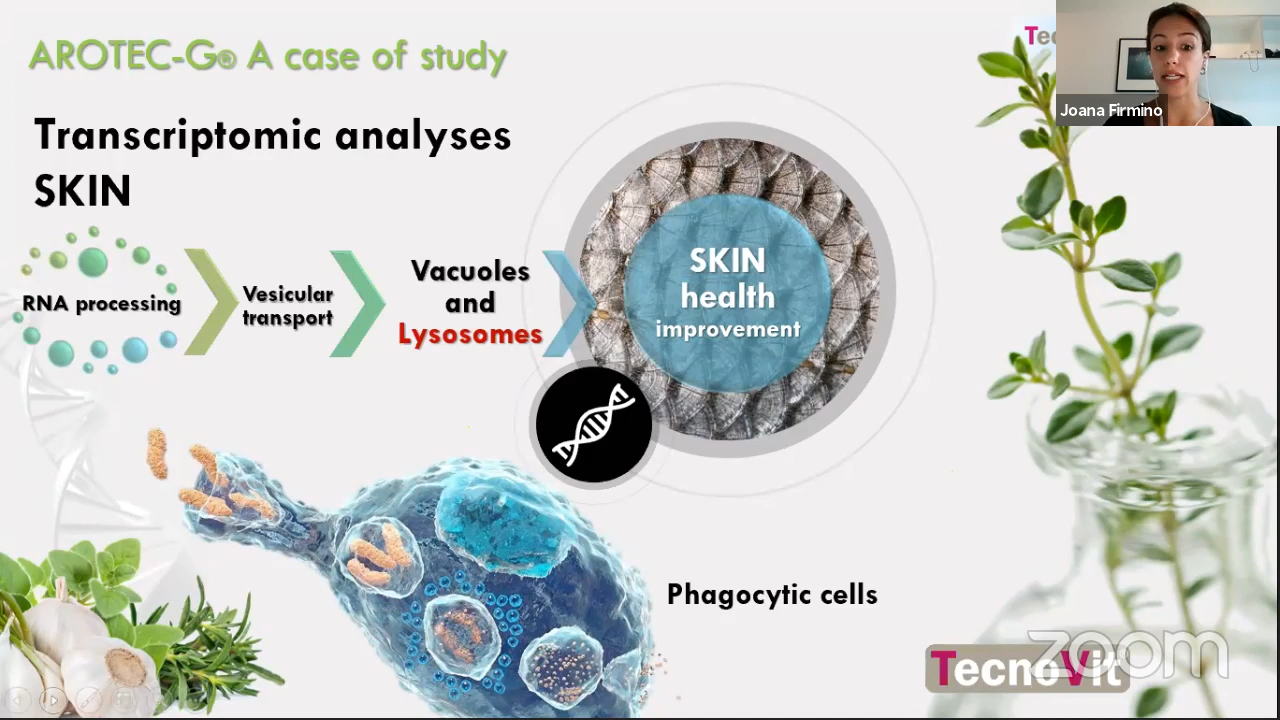 AROTEC-G® A case of study
Tec
Joana Firmino
Transcriptomic analyses
SKIN
RNA processing
Vesicular
transport
Vacuoles
and
Lysosomes
SKIN
health
improvement
Phagocytic cells
zoom
TecnoVit